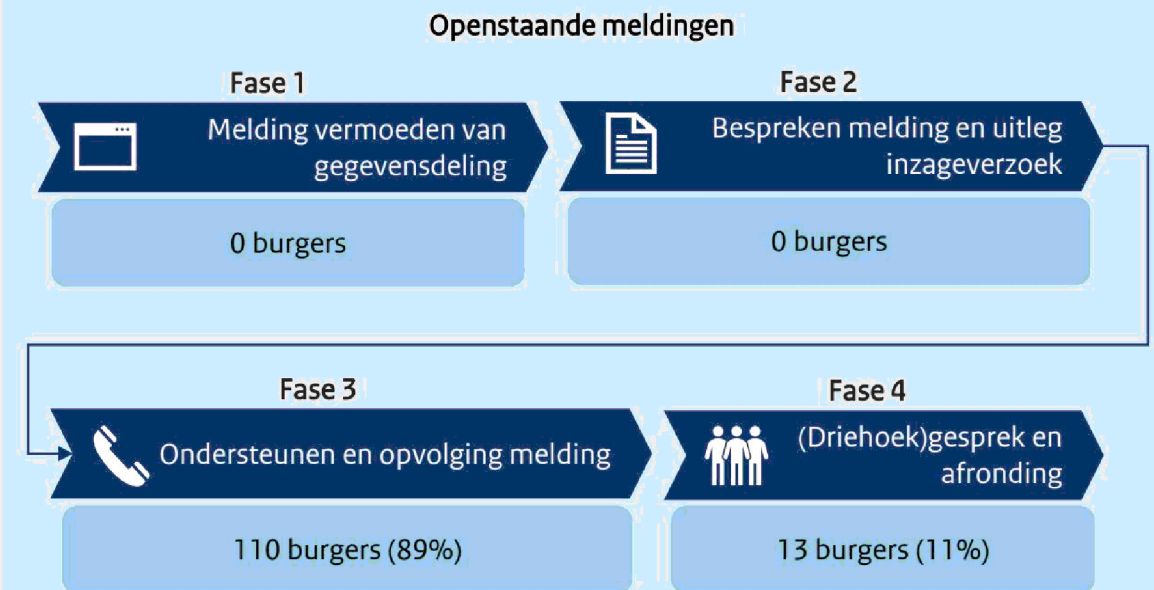 Openstaande meldingen
Fase 1
Melding vermoeden van
gegevensdeling
0 burgers
Fase 2
Bespreken melding en uitleg
inzageverzoek
0 burgers
Fase 3
Ondersteunen en opvolging melding
110 burgers (89%)
Fase 4
(Driehoek)gesprek en
afronding
13 burgers (11%)